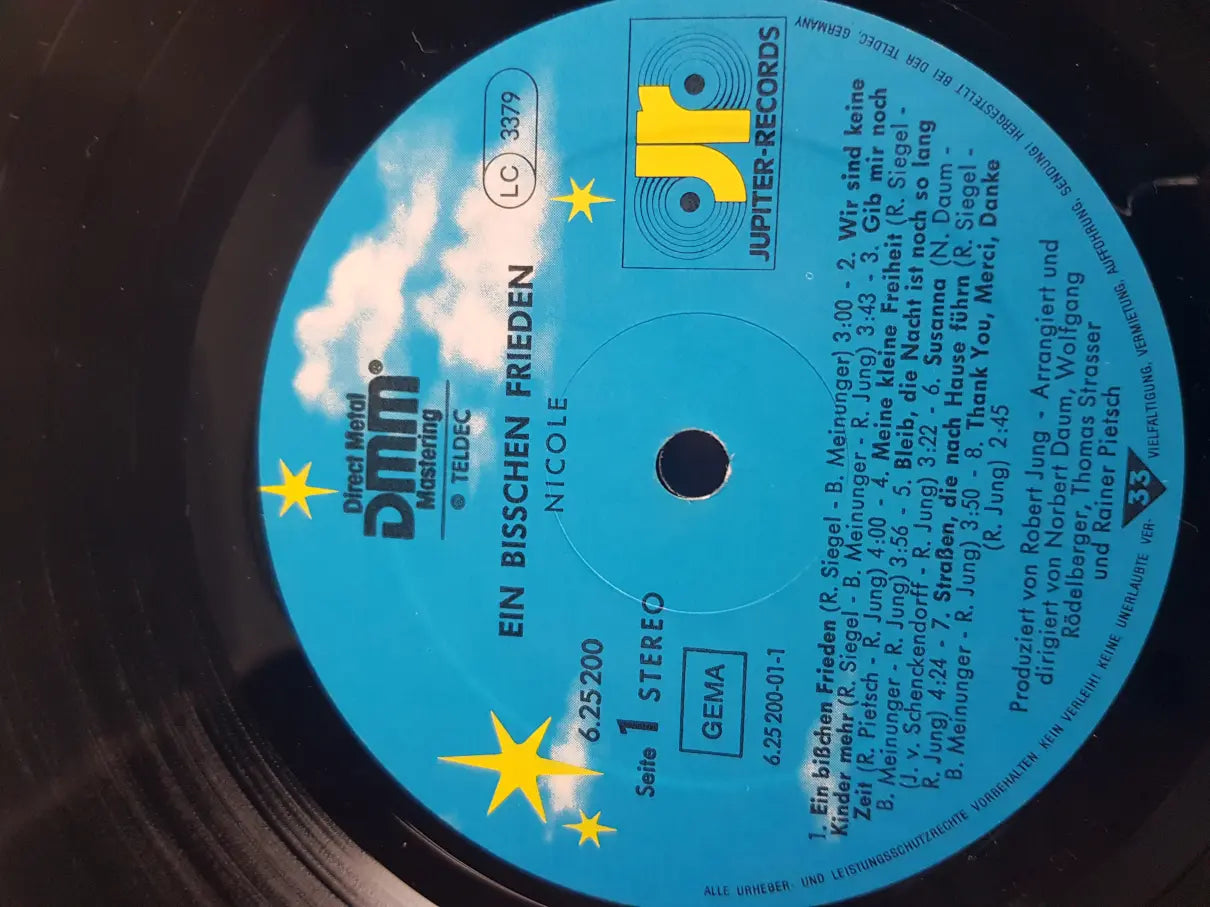 Direct Metal
DMM®
Mastering
℗ TELDEC
LC 3379
EIN BISSCHEN FRIEDEN
NICOLE
6.25200
Seite 1 STEREO
GEMA
6.25200-01-1
jr
JUPITER-RECORDS
1. Ein bißchen Frieden (R. Siegel - B. Meinunger) 3:00 - 2. Wir sind keine
Kinder mehr (R. Siegel - B. Meinunger - R. Jung) 3:43 - 3. Gib mir noch
Zeit (R. Pietsch - R. Jung) 4:00 - 4. Meine kleine Freiheit (R. Siegel -
B. Meinunger - R. Jung) 3:56 - 5. Bleib, die Nacht ist noch so lang
(J. v. Schenckendorff - R. Jung) 3:22 - 6. Susanna (N. Daum -
R. Jung) 4:24 - 7. Straßen, die nach Hause führn (R. Siegel -
B. Meinunger - R. Jung) 3:50 - 8. Thank You, Merci, Danke
(R. Jung) 2:45
Produziert von Robert Jung - Arrangiert und
dirigiert von Norbert Daum, Wolfgang
Rödelberger, Thomas Strasser
und Rainer Pietsch
33
ALLE URHEBER- UND LEISTUNGSSCHUTZRECHTE VORBEHALTEN KEIN VERLEIH! KEINE UNERLAUBTE VER- VIELFÄLTIGUNG, VERMIETUNG, AUFFÜHRUNG, SENDUNG! HERGESTELLT BEI DER TELDEC, GERMANY